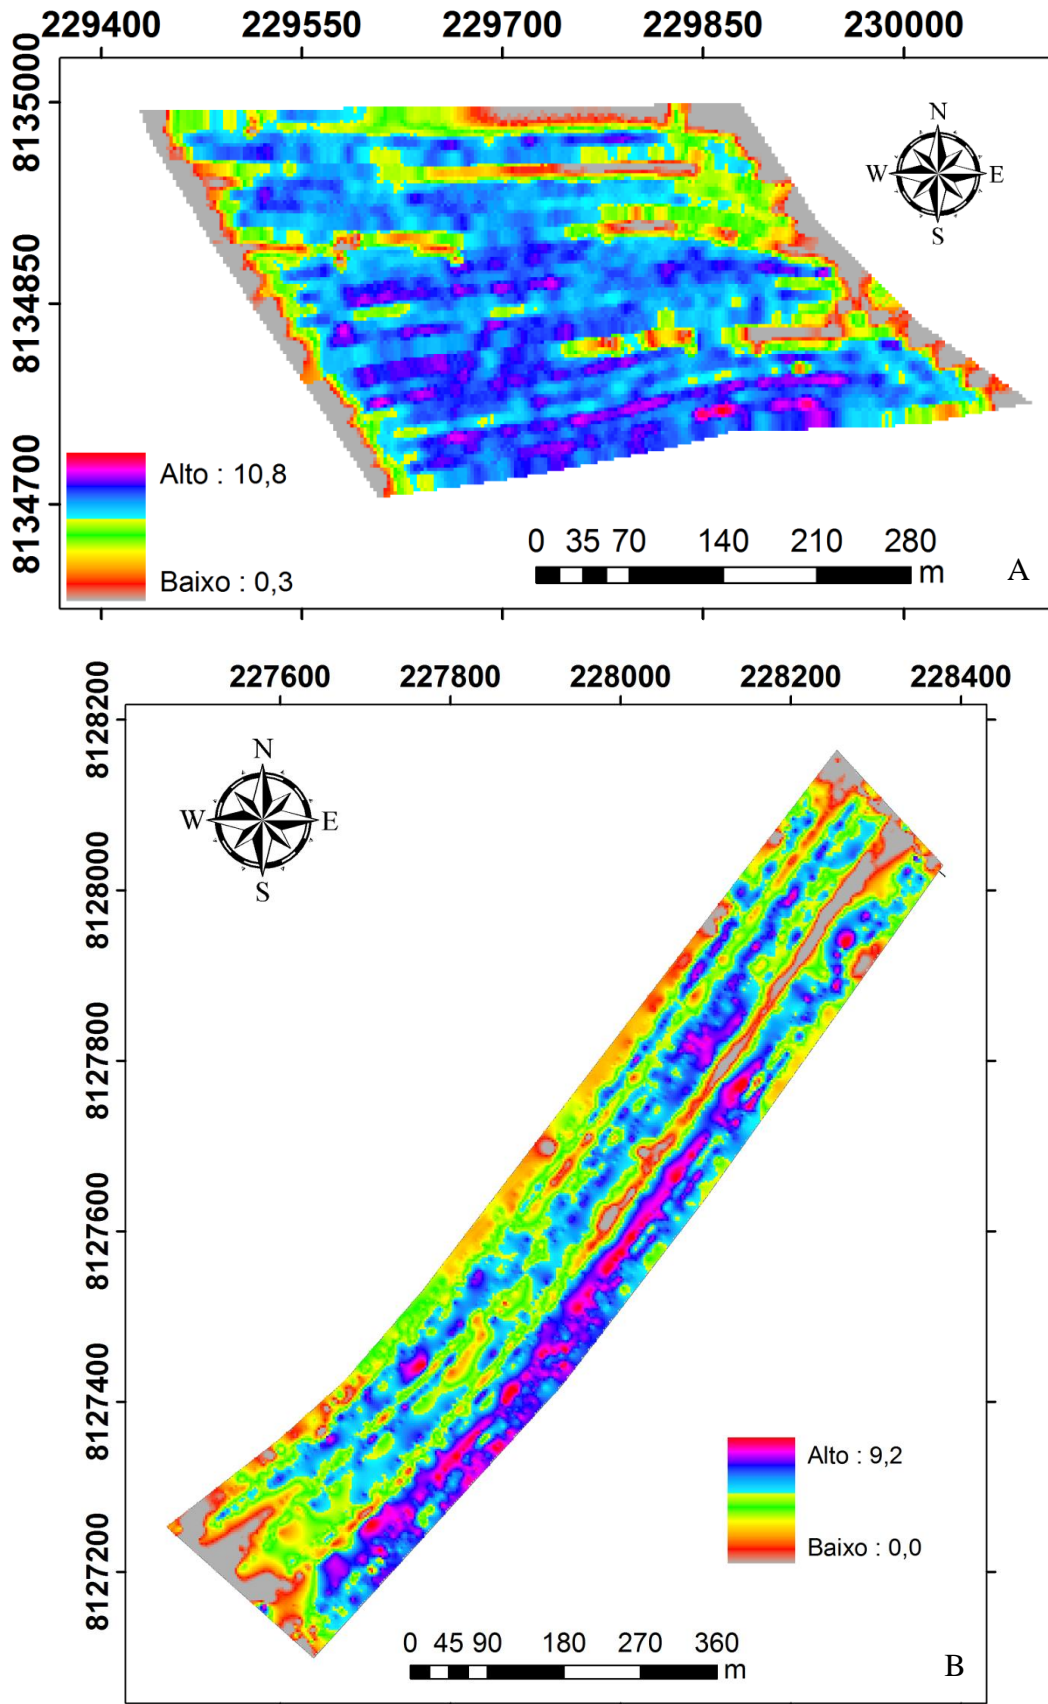 229400 229550 229700 229850 230000
8135000
8134850
8134700
N
W E
S
Alto : 10,8
Baixo : 0,3
0 35 70 140 210 280
m
A
227600 227800 228000 228200 228400
8128200
8128000
8127800
8127600
8127400
8127200
N
W E
S
Alto : 9,2
Baixo : 0,0
0 45 90 180 270 360
m
B